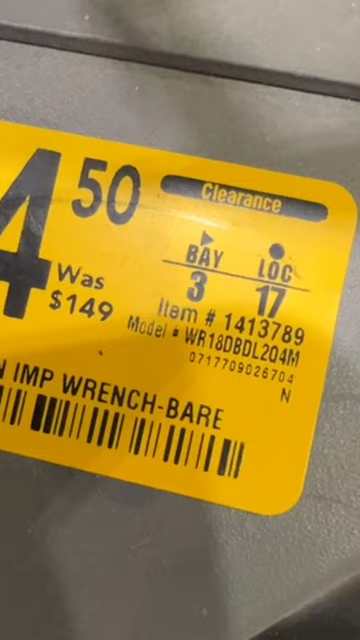 Clearance
4 50
BAY LOC
3 17
Was
$149
Item # 1413789
Model # WR18DBDL2Q4M
0717709026704
N
N IMP WRENCH-BARE